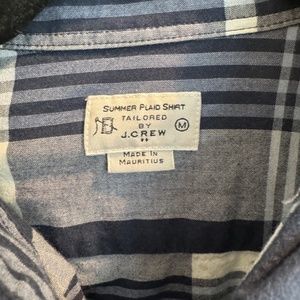 SUMMER PLAID SHIRT
TAILORED
BY
J.CREW
M
MADE IN
MAURITIUS